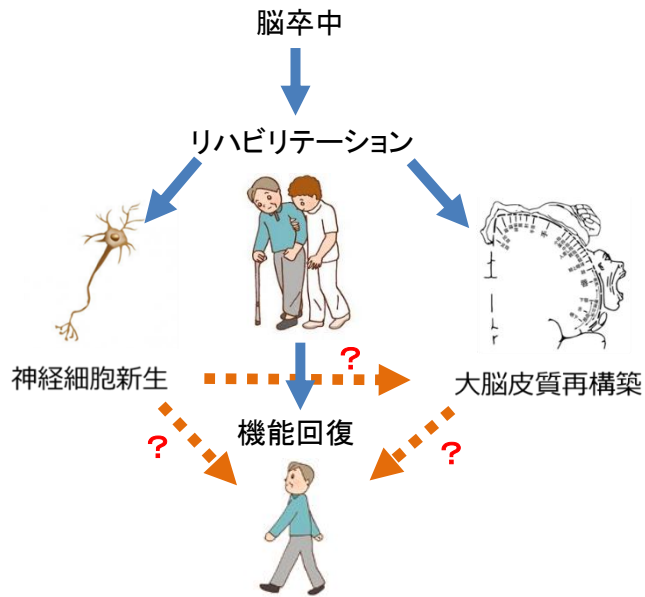 脳卒中
リハビリテーション
?
神経細胞新生
大脳皮質再構築
?
機能回復
?